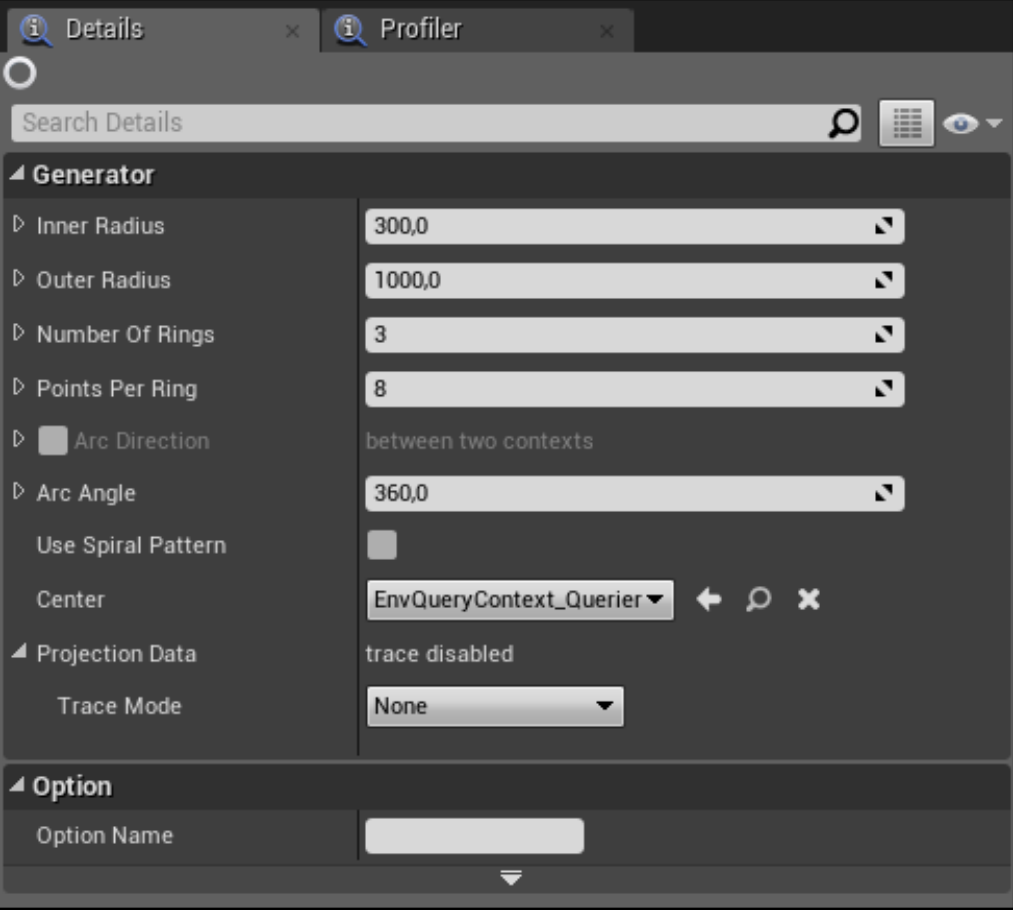 Details
Profiler
Search Details
Generator
Inner Radius 300,0
Outer Radius 1000,0
Number Of Rings 3
Points Per Ring 8
Arc Direction between two contexts
Arc Angle 360,0
Use Spiral Pattern
Center EnvQueryContext_Querier
Projection Data trace disabled
Trace Mode None
Option
Option Name